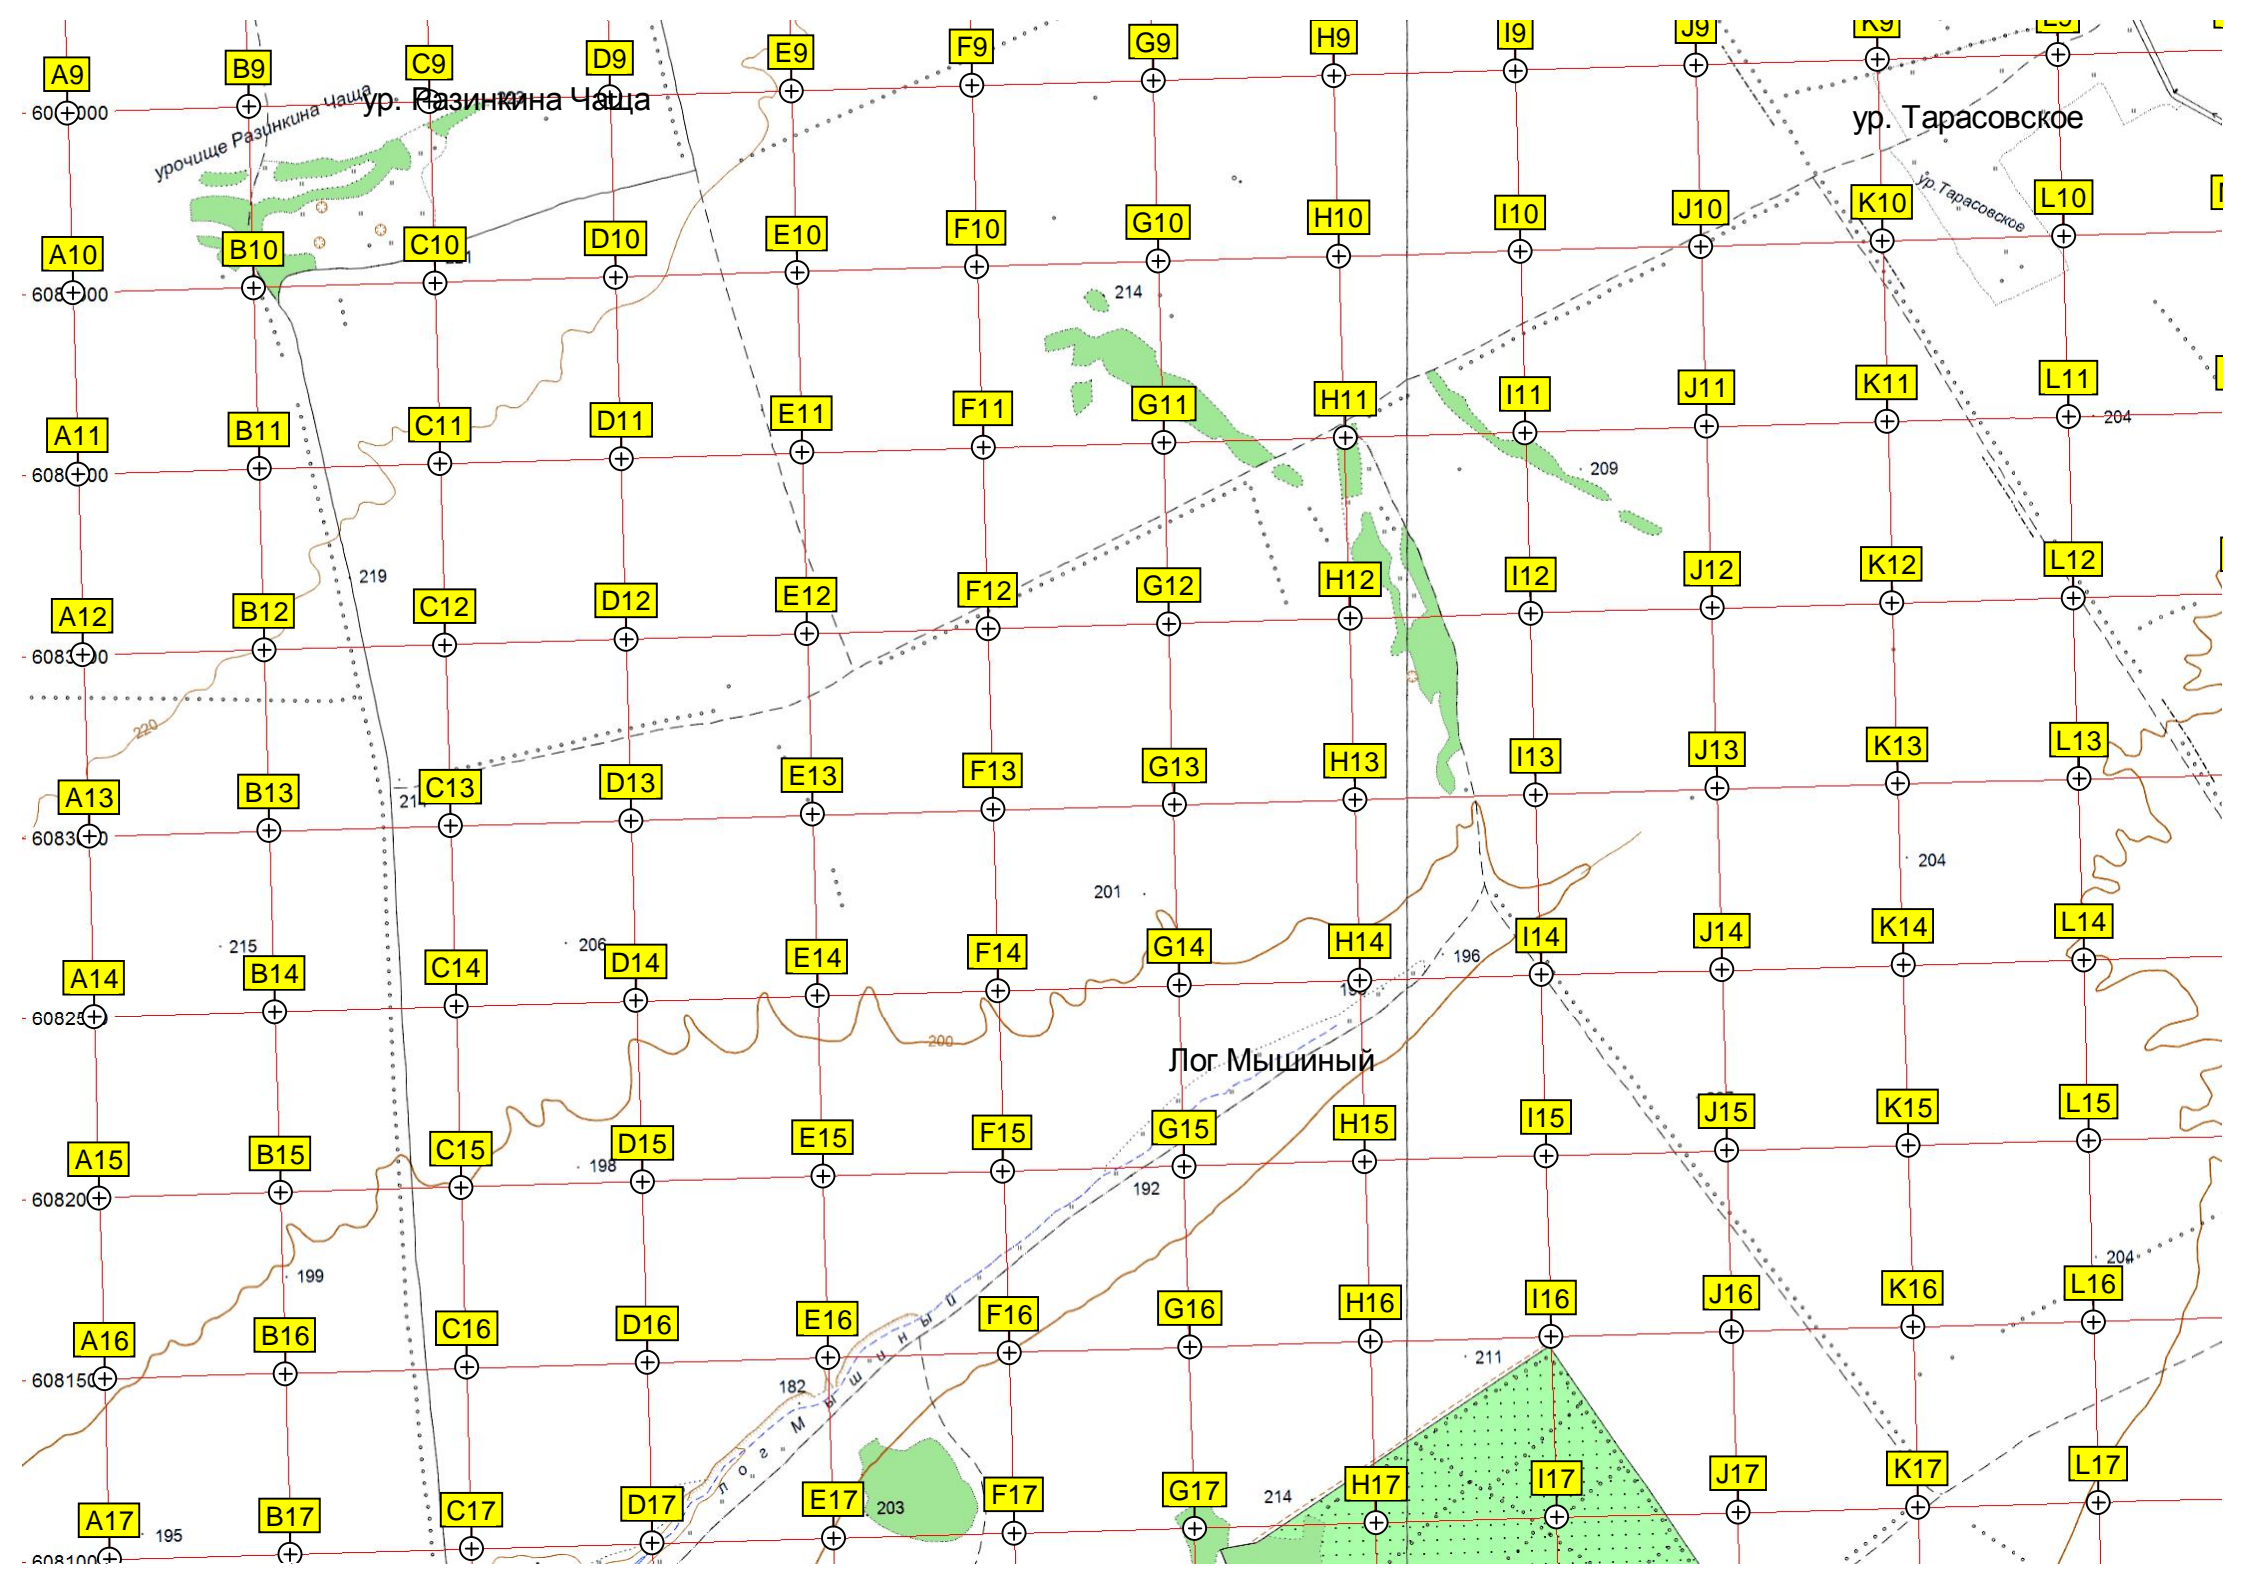 A9 B9 C9 D9 E9 F9 G9 H9 I9 J9 K9 L9
ур. Разинкина Чаща
урочище Разинкина Чаща
ур. Тарасовское
ур.Тарасовское
A10 B10 C10 D10 E10 F10 G10 H10 I10 J10 K10 L10
214
A11 B11 C11 D11 E11 F11 G11 H11 I11 J11 K11 L11
204
209
219
A12 B12 C12 D12 E12 F12 G12 H12 I12 J12 K12 L12
220
A13 B13 C13 D13 E13 F13 G13 H13 I13 J13 K13 L13
204
201
215
206
196
A14 B14 C14 D14 E14 F14 G14 H14 I14 J14 K14 L14
200
Лог Мышиный
A15 B15 C15 D15 E15 F15 G15 H15 I15 J15 K15 L15
198
192
199
204
A16 B16 C16 D16 E16 F16 G16 H16 I16 J16 K16 L16
211
182
лог Мышиный
A17 B17 C17 D17 E17 F17 G17 H17 I17 J17 K17 L17
203
214
195